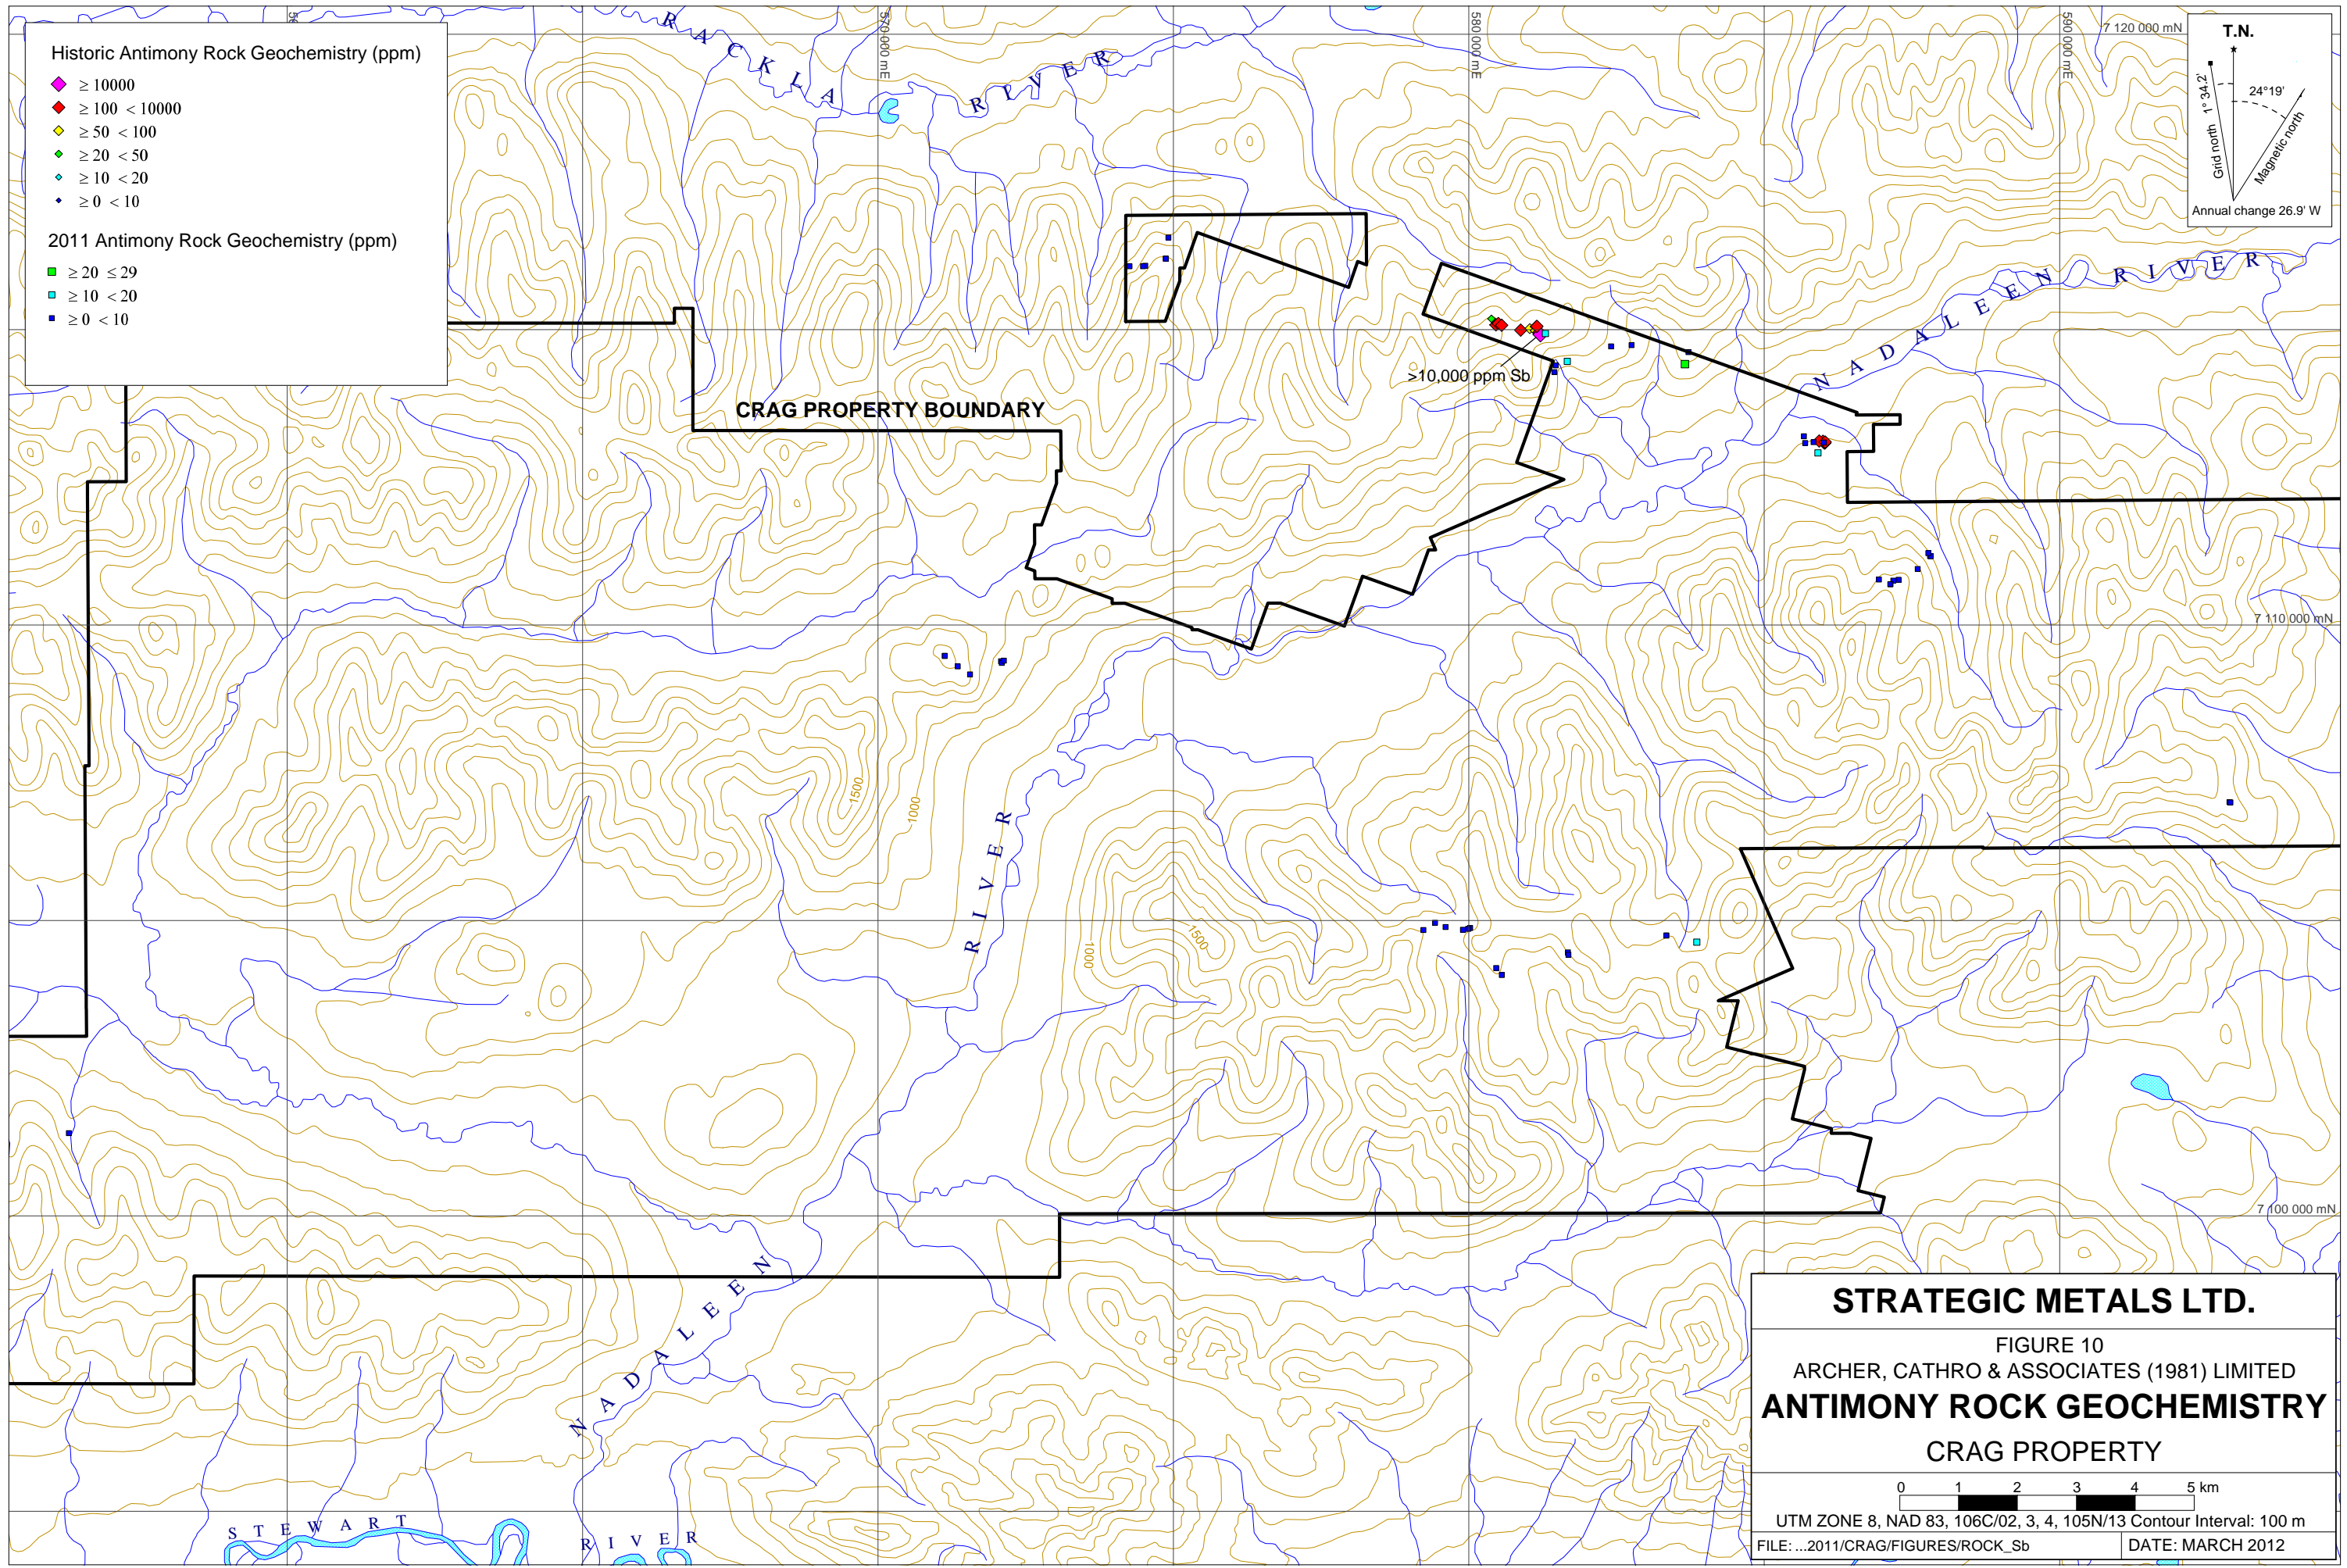 Historic Antimony Rock Geochemistry (ppm)
≥ 10000
≥ 100 < 10000
≥ 50 < 100
≥ 20 < 50
≥ 10 < 20
≥ 0 < 10
2011 Antimony Rock Geochemistry (ppm)
≥ 20 ≤ 29
≥ 10 < 20
≥ 0 < 10
RACKLA RIVER
570 000 mE
580 000 mE
590 000 mE
7 120 000 mN
T.N.
1° 34.2'
24°19'
Grid north
Magnetic north
Annual change 26.9' W
NADALEEN RIVER
>10,000 ppm Sb
CRAG PROPERTY BOUNDARY
7 110 000 mN
1500
1000
RIVER
1000
1500
7 100 000 mN
NADALEEN
STEWART
RIVER
STRATEGIC METALS LTD.
FIGURE 10
ARCHER, CATHRO & ASSOCIATES (1981) LIMITED
ANTIMONY ROCK GEOCHEMISTRY
CRAG PROPERTY
0 1 2 3 4 5 km
UTM ZONE 8, NAD 83, 106C/02, 3, 4, 105N/13 Contour Interval: 100 m
FILE: ...2011/CRAG/FIGURES/ROCK_Sb
DATE: MARCH 2012